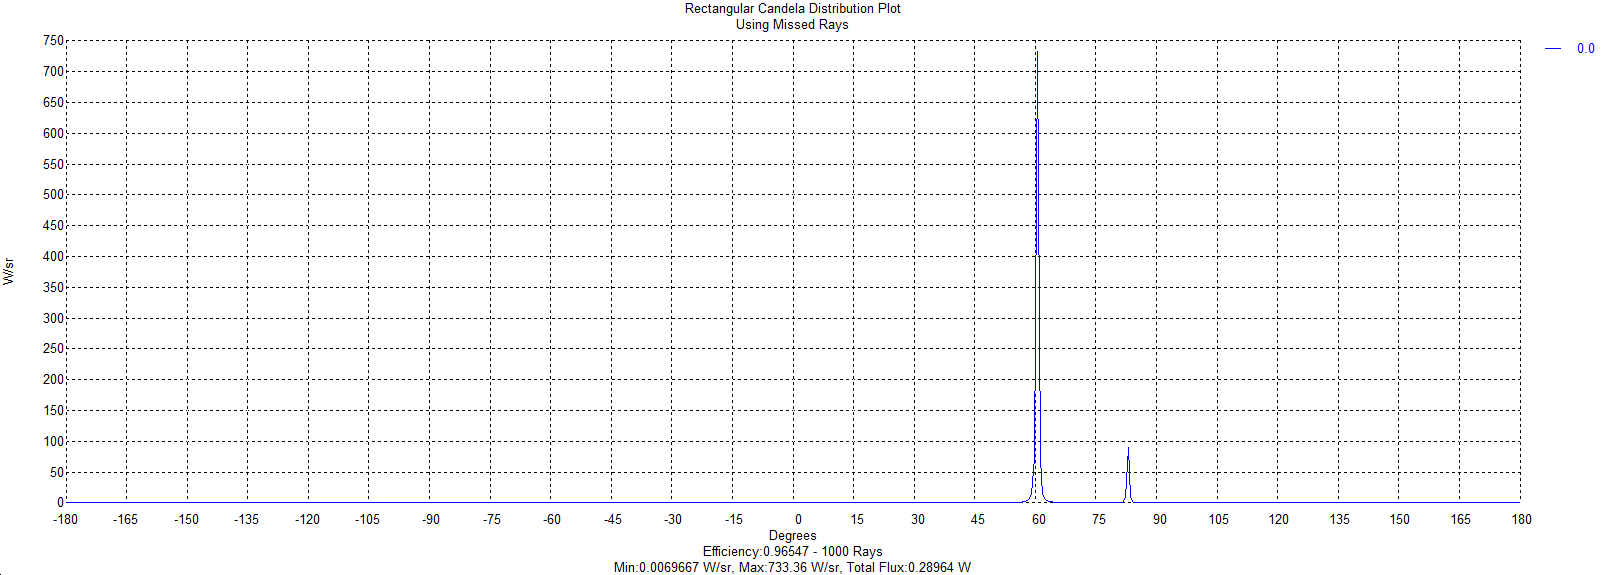 Rectangular Candela Distribution Plot
Using Missed Rays
750
700
650
600
550
500
450
400
350
300
250
200
150
100
50
0
W/sr
-180 -165 -150 -135 -120 -105 -90 -75 -60 -45 -30 -15 0 15 30 45 60 75 90 105 120 135 150 165 180
Degrees
Efficiency:0.96547 - 1000 Rays
Min:0.0069667 W/sr, Max:733.36 W/sr, Total Flux:0.28964 W
0.0